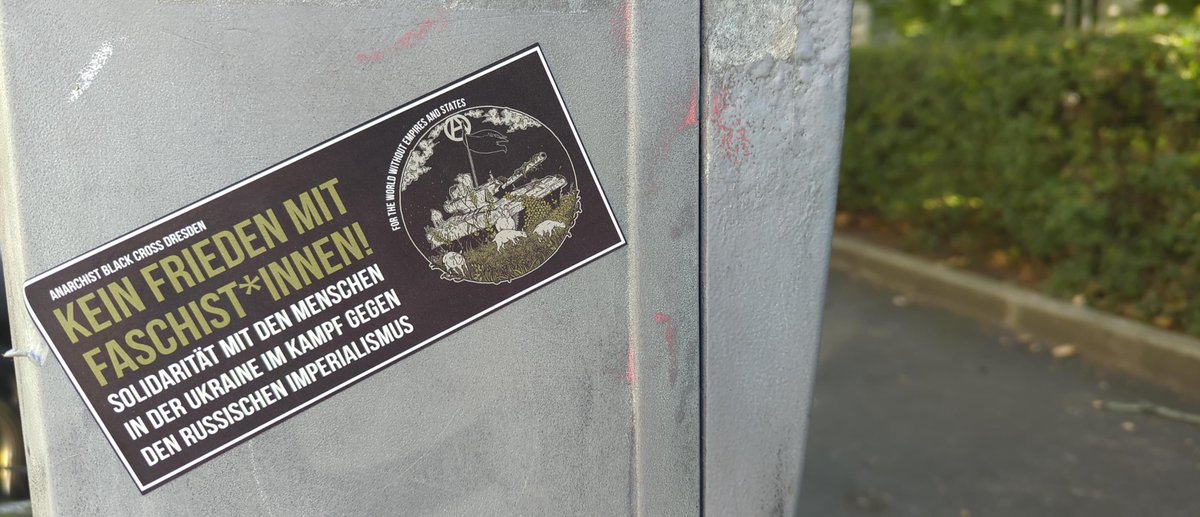 ANARCHIST BLACK CROSS DRESDEN
KEIN FRIEDEN MIT
FASCHIST*INNEN!
SOLIDARITÄT MIT DEN MENSCHEN
IN DER UKRAINE IM KAMPF GEGEN
DEN RUSSISCHEN IMPERIALISMUS
FOR THE WORLD WITHOUT EMPIRES AND STATES